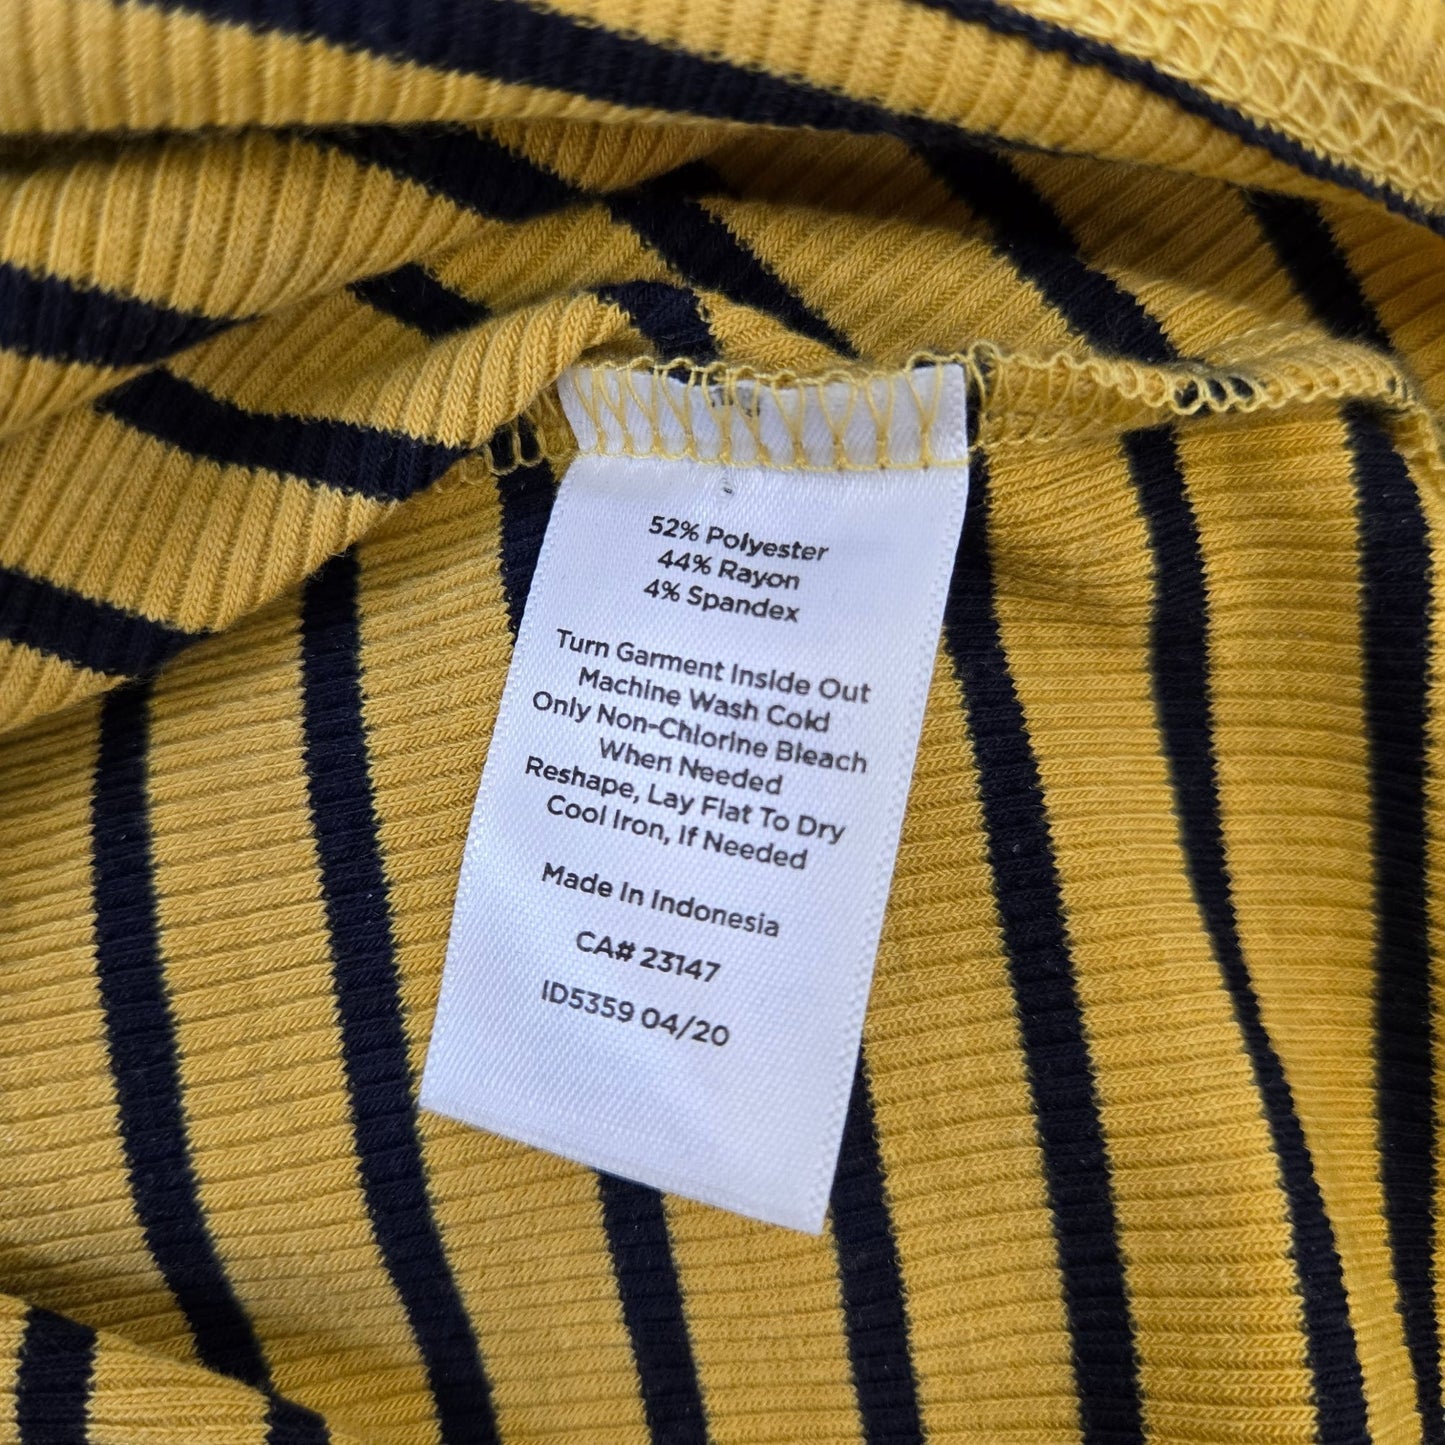 52% Polyester
44% Rayon
4% Spandex
Turn Garment Inside Out
Machine Wash Cold
Only Non-Chlorine Bleach
When Needed
Reshape, Lay Flat To Dry
Cool Iron, If Needed
Made In Indonesia
CA# 23147
ID5359 04/20